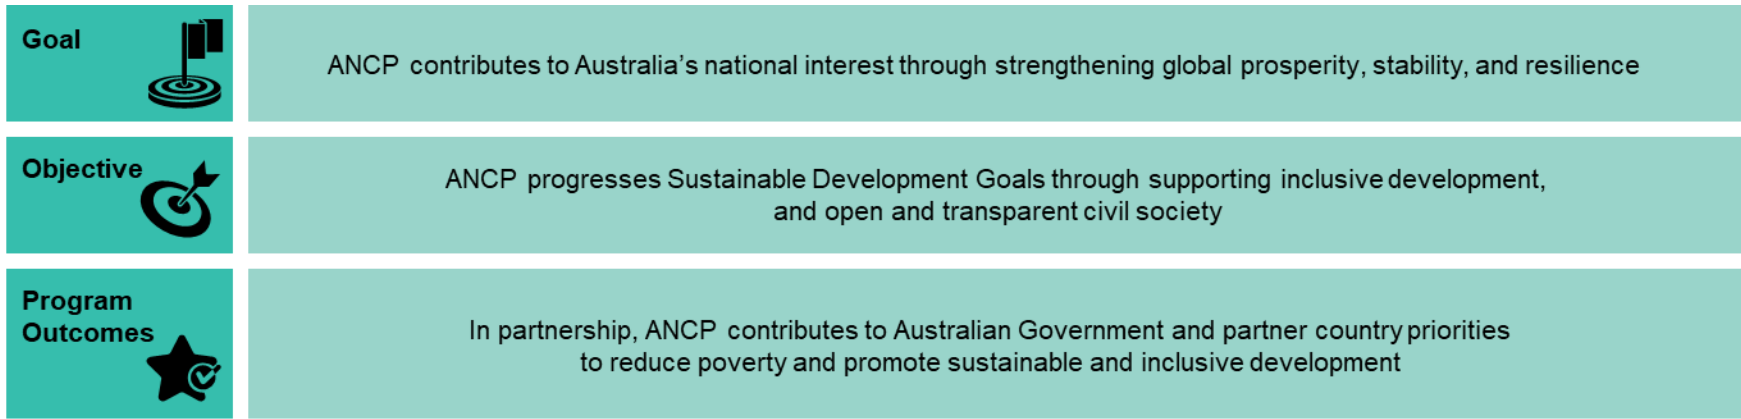 Goal
ANCP contributes to Australia’s national interest through strengthening global prosperity, stability, and resilience
Objective
ANCP progresses Sustainable Development Goals through supporting inclusive development,
and open and transparent civil society
Program
Outcomes
In partnership, ANCP contributes to Australian Government and partner country priorities
to reduce poverty and promote sustainable and inclusive development